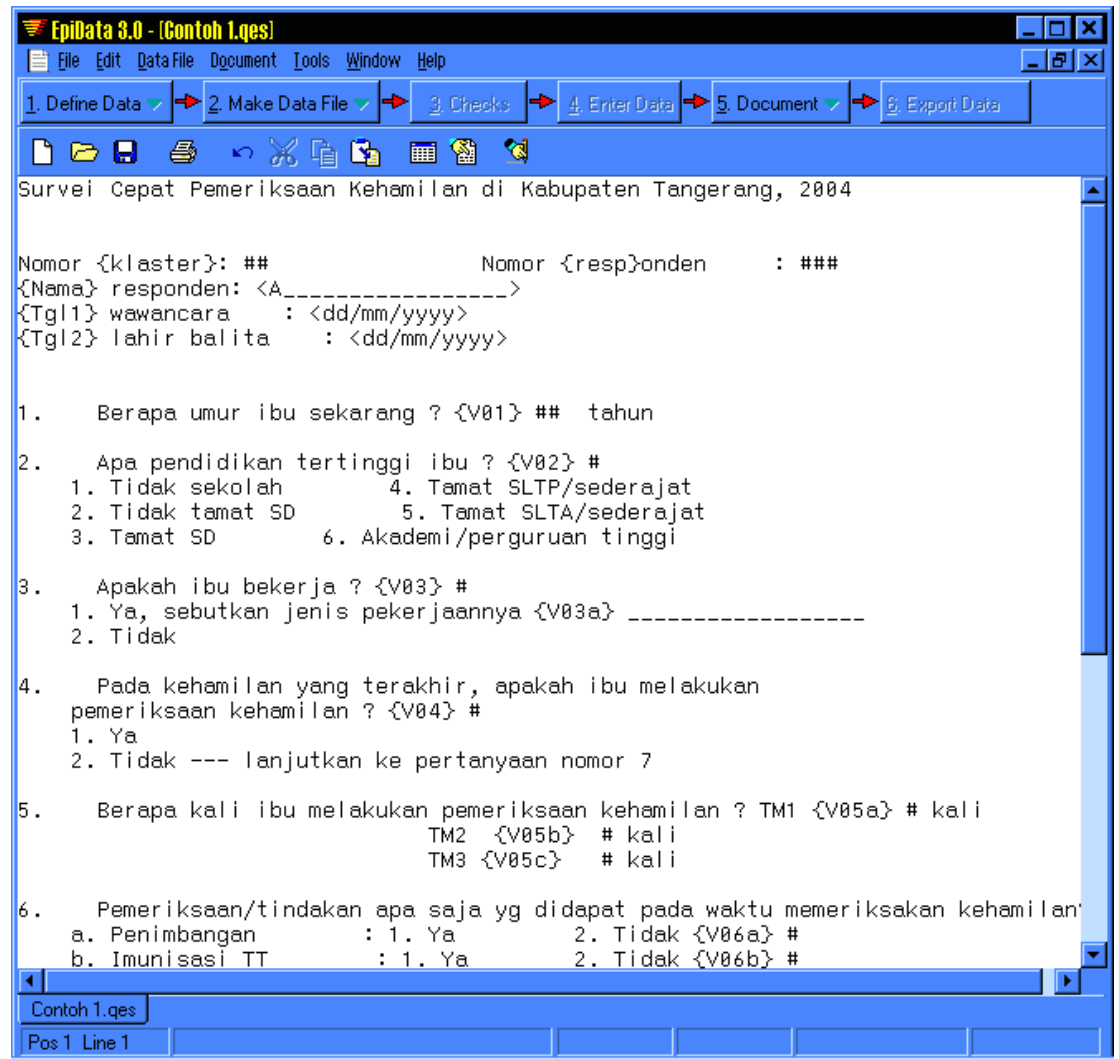 EpiData 3.0 - [Contoh 1.qes]
File Edit Data File Document Tools Window Help
1. Define Data 2. Make Data File 3. Checks 4. Enter Data 5. Document 6. Export Data
Survei Cepat Pemeriksaan Kehamilan di Kabupaten Tangerang, 2004
Nomor {klaster}: ## Nomor {resp}onden : ###
{Nama} responden: <A_________________>
{Tgl1} wawancara : <dd/mm/yyyy>
{Tgl2} lahir balita : <dd/mm/yyyy>
1. Berapa umur ibu sekarang ? {V01} ## tahun
2. Apa pendidikan tertinggi ibu ? {V02} #
1. Tidak sekolah 4. Tamat SLTP/sederajat
2. Tidak tamat SD 5. Tamat SLTA/sederajat
3. Tamat SD 6. Akademi/perguruan tinggi
3. Apakah ibu bekerja ? {V03} #
1. Ya, sebutkan jenis pekerjaannya {V03a} __________________
2. Tidak
4. Pada kehamilan yang terakhir, apakah ibu melakukan
pemeriksaan kehamilan ? {V04} #
1. Ya
2. Tidak --- lanjutkan ke pertanyaan nomor 7
5. Berapa kali ibu melakukan pemeriksaan kehamilan ? TM1 {V05a} # kali
TM2 {V05b} # kali
TM3 {V05c} # kali
6. Pemeriksaan/tindakan apa saja yg didapat pada waktu memeriksakan kehamilan
a. Penimbangan : 1. Ya 2. Tidak {V06a} #
b. Imunisasi TT : 1. Ya 2. Tidak {V06b} #
Contoh 1.qes
Pos 1 Line 1